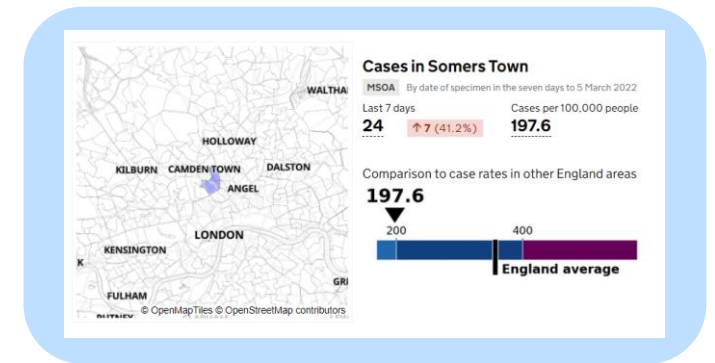 WALTHA
HOLLOWAY
KILBURN
CAMDEN TOWN
DALSTON
ANGEL
LONDON
KENSINGTON
K
GRE
FULHAM
© OpenMapTiles © OpenStreetMap contributors
Cases in Somers Town
MSOA By date of specimen in the seven days to 5 March 2022
Last 7 days Cases per 100,000 people
24 ↑ 7 (41.2%) 197.6
Comparison to case rates in other England areas
197.6
200 400
England average